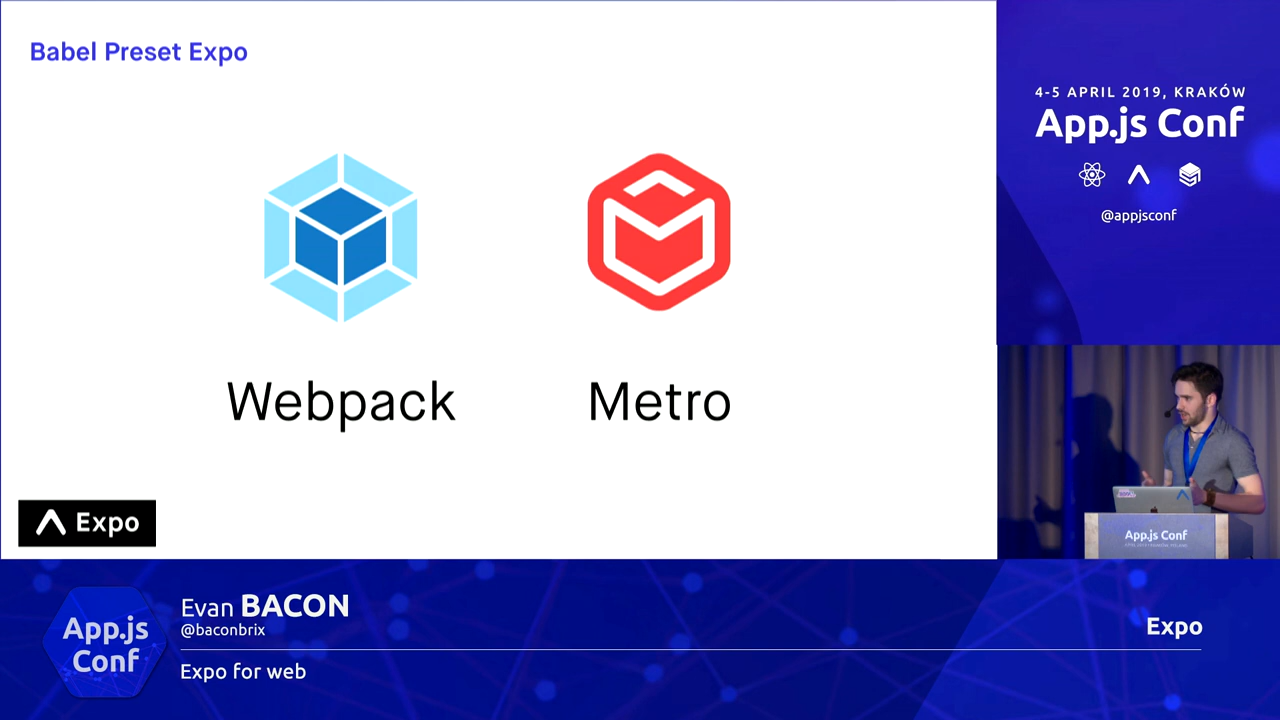 Babel Preset Expo
Webpack
Metro
Expo
4-5 APRIL 2019, KRAKÓW
App.js Conf
@appjsconf
App.js Conf
App.js
Conf
Evan BACON
@baconbrix
Expo for web
Expo